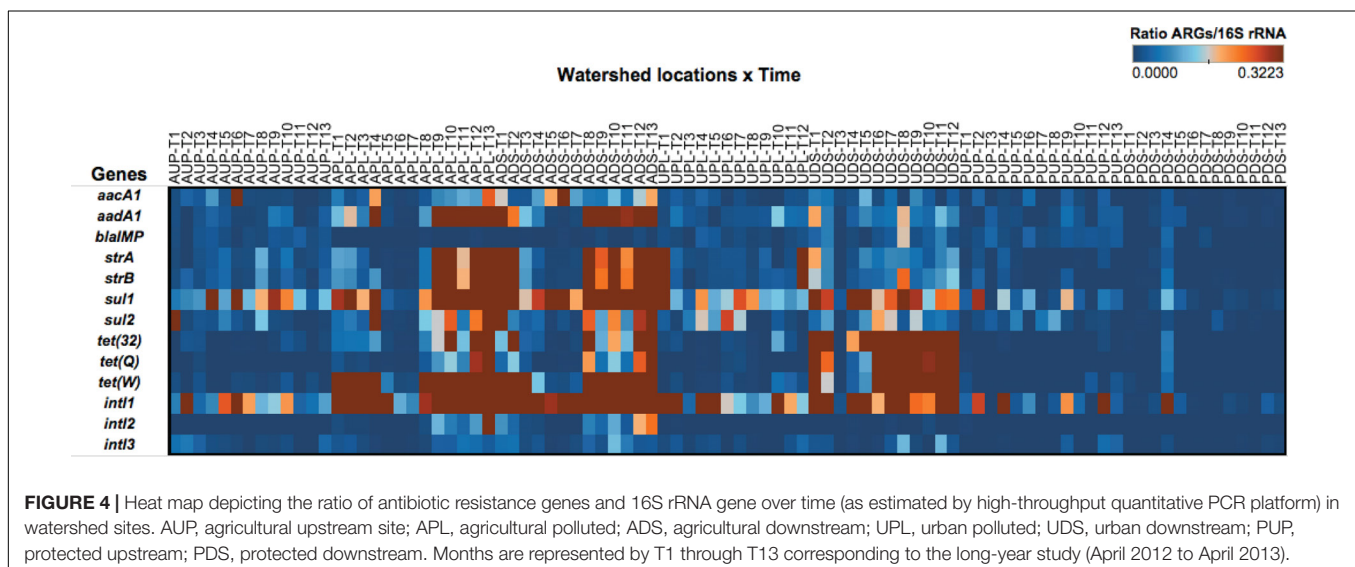 Ratio ARGs/16S rRNA
0.0000 0.3223
Watershed locations x Time
AUP-T1
AUP-T2
AUP-T3
AUP-T4
AUP-T5
AUP-T6
AUP-T7
AUP-T8
AUP-T9
AUP-T10
AUP-T11
AUP-T12
AUP-T13
APL-T1
APL-T2
APL-T3
APL-T4
APL-T5
APL-T6
APL-T7
APL-T8
APL-T9
APL-T10
APL-T11
APL-T12
APL-T13
ADS-T1
ADS-T2
ADS-T3
ADS-T4
ADS-T5
ADS-T6
ADS-T7
ADS-T8
ADS-T9
ADS-T10
ADS-T11
ADS-T12
ADS-T13
UPL-T1
UPL-T2
UPL-T3
UPL-T4
UPL-T5
UPL-T6
UPL-T7
UPL-T8
UPL-T9
UPL-T10
UPL-T11
UPL-T12
UDS-T1
UDS-T2
UDS-T3
UDS-T4
UDS-T5
UDS-T6
UDS-T7
UDS-T8
UDS-T9
UDS-T10
UDS-T11
UDS-T12
PUP-T1
PUP-T2
PUP-T3
PUP-T4
PUP-T5
PUP-T6
PUP-T7
PUP-T8
PUP-T9
PUP-T10
PUP-T11
PUP-T12
PUP-T13
PDS-T1
PDS-T2
PDS-T3
PDS-T4
PDS-T5
PDS-T6
PDS-T7
PDS-T8
PDS-T9
PDS-T10
PDS-T11
PDS-T12
PDS-T13
Genes
aacA1
aadA1
blaIMP
strA
strB
sul1
sul2
tet(32)
tet(Q)
tet(W)
intI1
intI2
intI3
FIGURE 4 | Heat map depicting the ratio of antibiotic resistance genes and 16S rRNA gene over time (as estimated by high-throughput quantitative PCR platform) in
watershed sites. AUP, agricultural upstream site; APL, agricultural polluted; ADS, agricultural downstream; UPL, urban polluted; UDS, urban downstream; PUP,
protected upstream; PDS, protected downstream. Months are represented by T1 through T13 corresponding to the long-year study (April 2012 to April 2013).